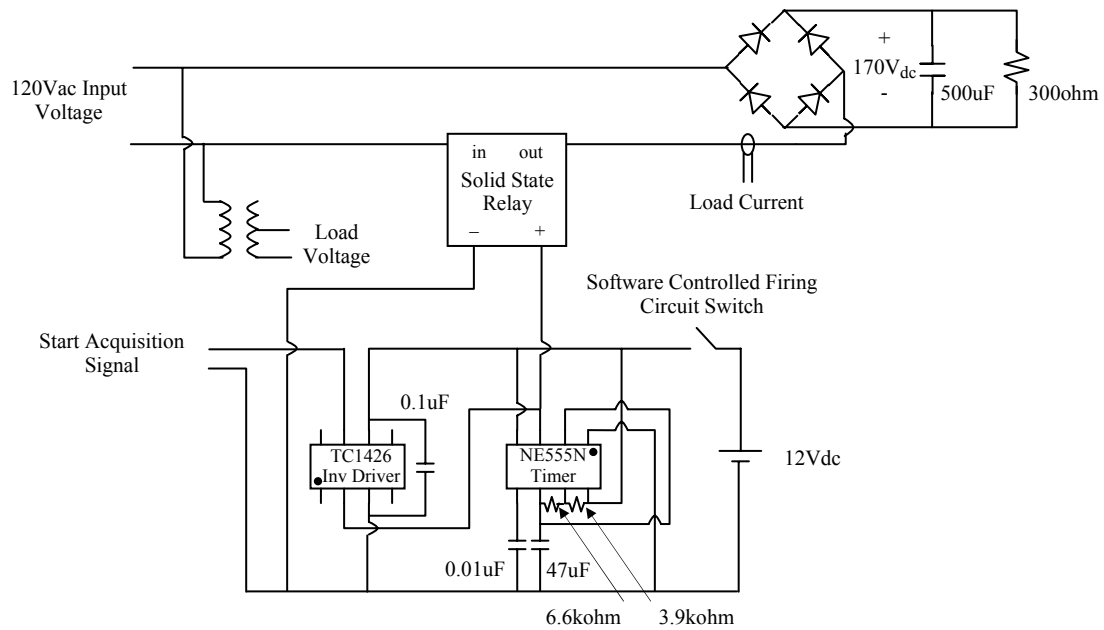 120Vac Input
Voltage
+
170Vdc
-
500uF
300ohm
in out
Solid State
Relay
– +
Load Current
Load
Voltage
Software Controlled Firing
Circuit Switch
Start Acquisition
Signal
0.1uF
TC1426
Inv Driver
NE555N
Timer
12Vdc
0.01uF
47uF
6.6kohm
3.9kohm